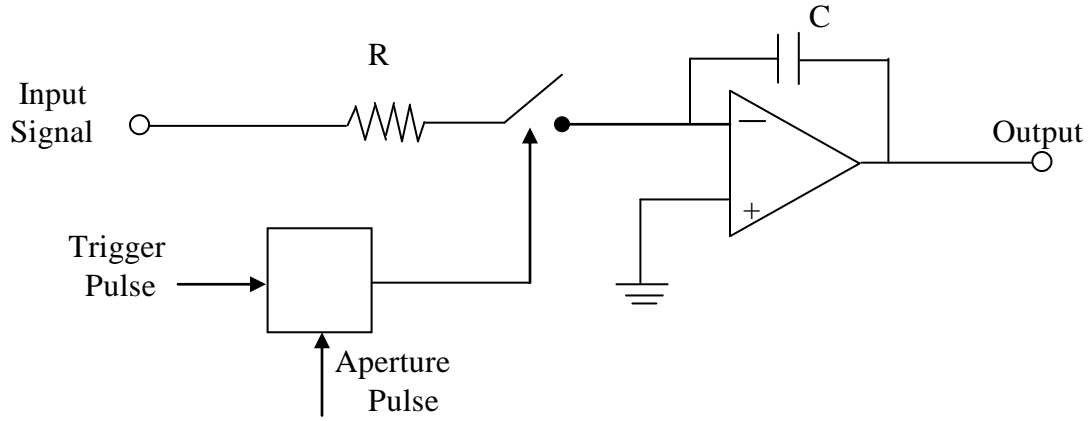 C
R
Input
Signal
Output
Trigger
Pulse
Aperture
Pulse